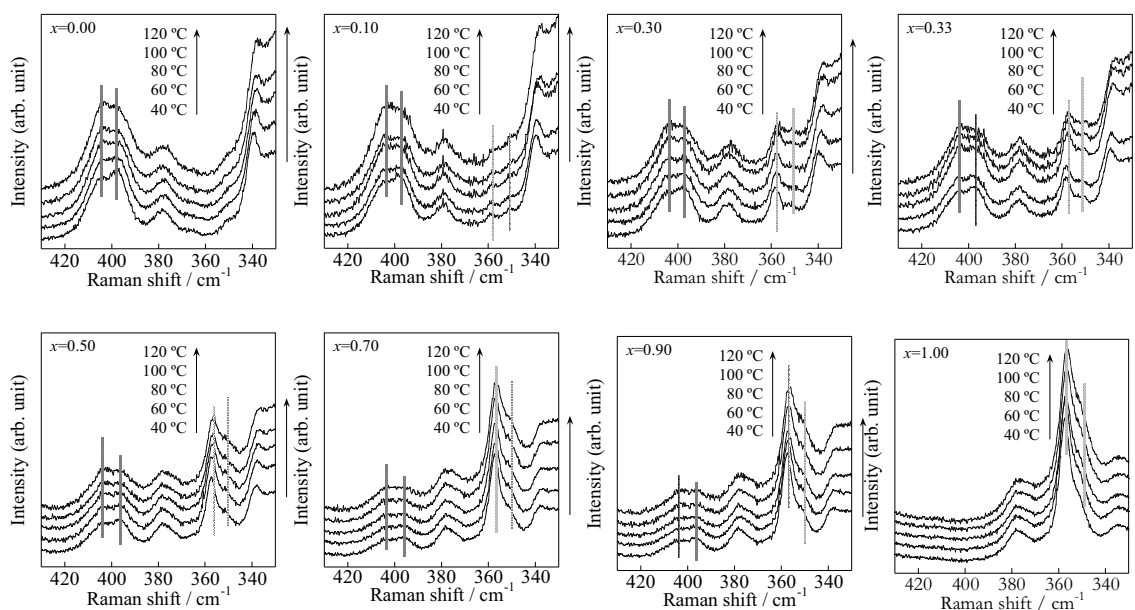 x=0.00
120 ºC
100 ºC
80 ºC
60 ºC
40 ºC
Intensity (arb. unit)
420 400 380 360 340
Raman shift / cm-1
x=0.10
120 ºC
100 ºC
80 ºC
60 ºC
40 ºC
Intensity (arb. unit)
420 400 380 360 340
Raman shift / cm-1
x=0.30
120 ºC
100 ºC
80 ºC
60 ºC
40 ºC
Intensity (arb. unit)
420 400 380 360 340
Raman shift / cm-1
x=0.33
120 ºC
100 ºC
80 ºC
60 ºC
40 ºC
Intensity (arb. unit)
420 400 380 360 340
Raman shift / cm-1
x=0.50
120 ºC
100 ºC
80 ºC
60 ºC
40 ºC
Intensity (arb. unit)
420 400 380 360 340
Raman shift / cm-1
x=0.70
120 ºC
100 ºC
80 ºC
60 ºC
40 ºC
Intensity (arb. unit)
420 400 380 360 340
Raman shift / cm-1
x=0.90
120 ºC
100 ºC
80 ºC
60 ºC
40 ºC
Intensity (arb. unit)
420 400 380 360 340
Raman shift / cm-1
x=1.00
120 ºC
100 ºC
80 ºC
60 ºC
40 ºC
Intensity (arb. unit)
420 400 380 360 340
Raman shift / cm-1